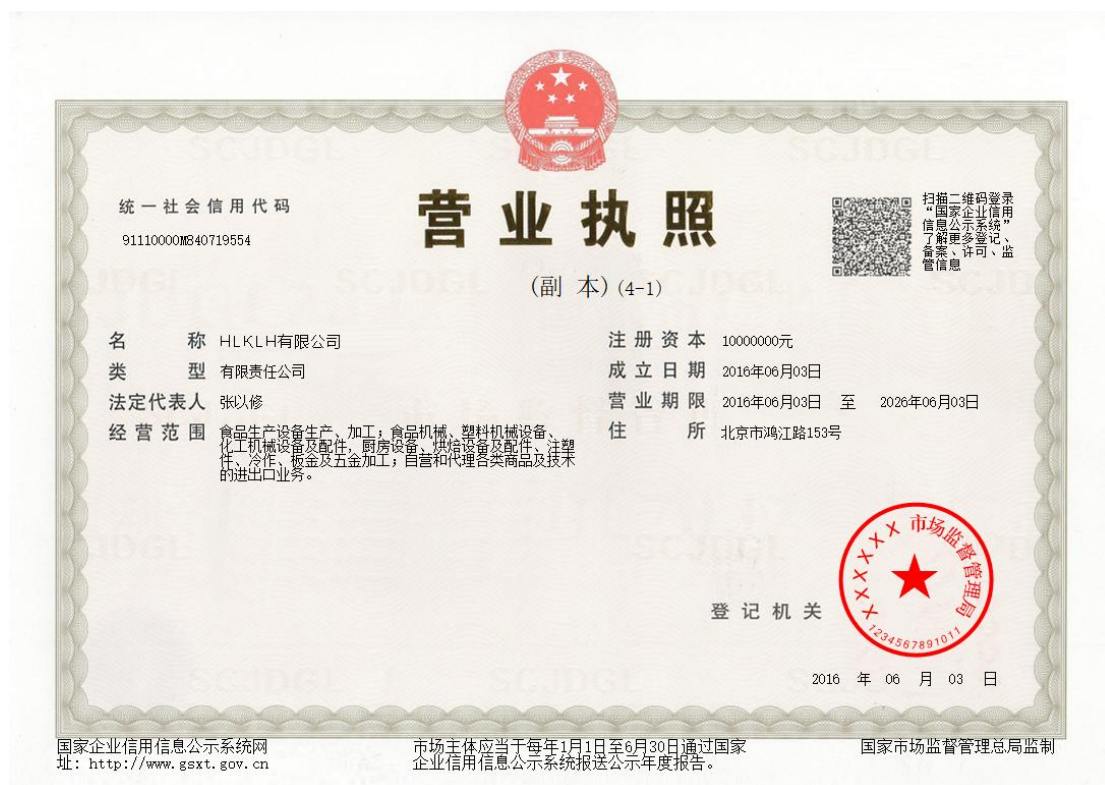 统一社会信用代码
91110000M840719554
营业执照
(副 本) (4-1)
扫描二维码登录
“国家企业信用
信息公示系统”
了解更多登记、
备案、许可、监
管信息
名 称 HLKLH有限公司
类 型 有限责任公司
法定代表人 张以修
经营范围 食品生产设备生产、加工；食品机械、塑料机械设备、
化工机械设备及配件，厨房设备、烘焙设备及配件、注塑
件、冷作、板金及五金加工；自营和代理各类商品及技术
的进出口业务。
注册资本 10000000元
成立日期 2016年06月03日
营业期限 2016年06月03日 至 2026年06月03日
住 所 北京市鸿江路153号
登记机关
XXXXXX市场监督管理局
1234567891011
2016 年 06 月 03 日
国家企业信用信息公示系统网
址：http://www.gsxt.gov.cn
市场主体应当于每年1月1日至6月30日通过国家
企业信用信息公示系统报送公示年度报告。
国家市场监督管理总局监制
SCJDGL